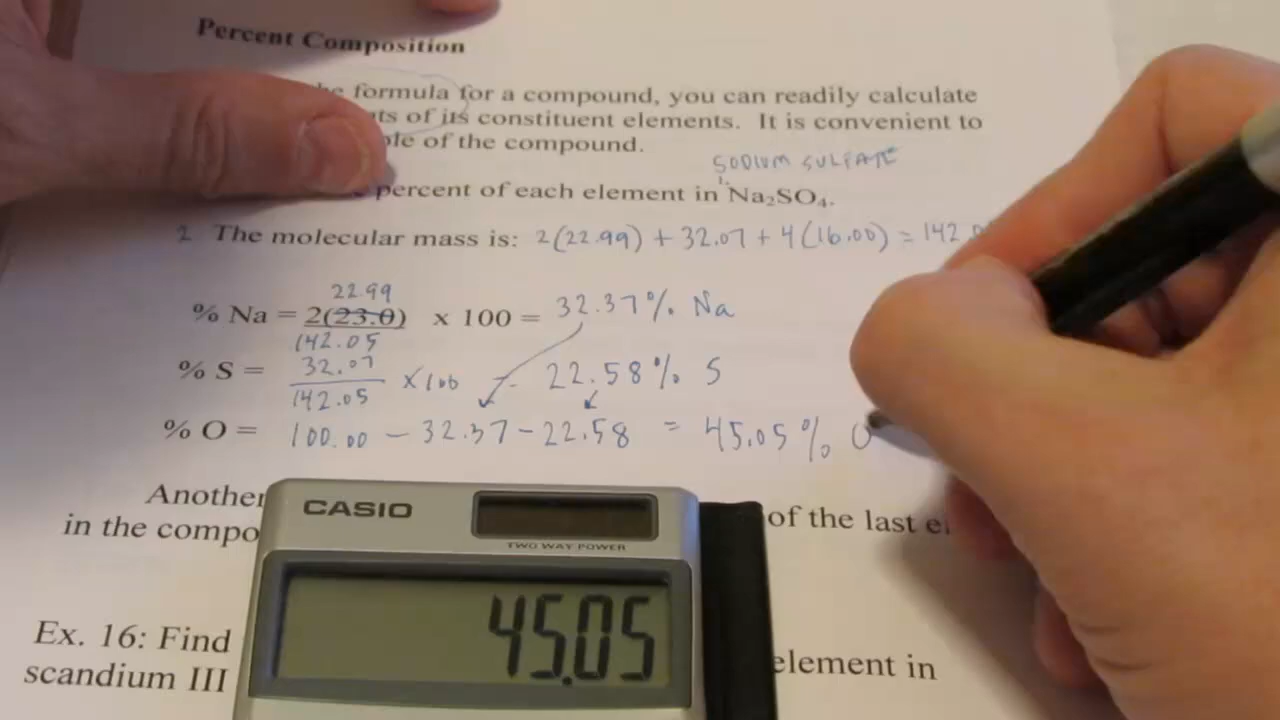 Percent Composition
formula for a compound, you can readily calculate
of its constituent elements. It is convenient to
of the compound.
SODIUM SULFATE
percent of each element in Na₂SO₄.
2 The molecular mass is: 2(22.99) + 32.07 + 4(16.00) = 142.0
22.99
% Na = 2(23.0) x 100 = 32.37% Na
142.05
% S = 32.07 × 100 = 22.58% S
142.05
% O = 100.00 − 32.37 − 22.58 = 45.05% O
Another of the last
in the
CASIO
TWO WAY POWER
45.05
Ex. 16: Find element in
scandium III